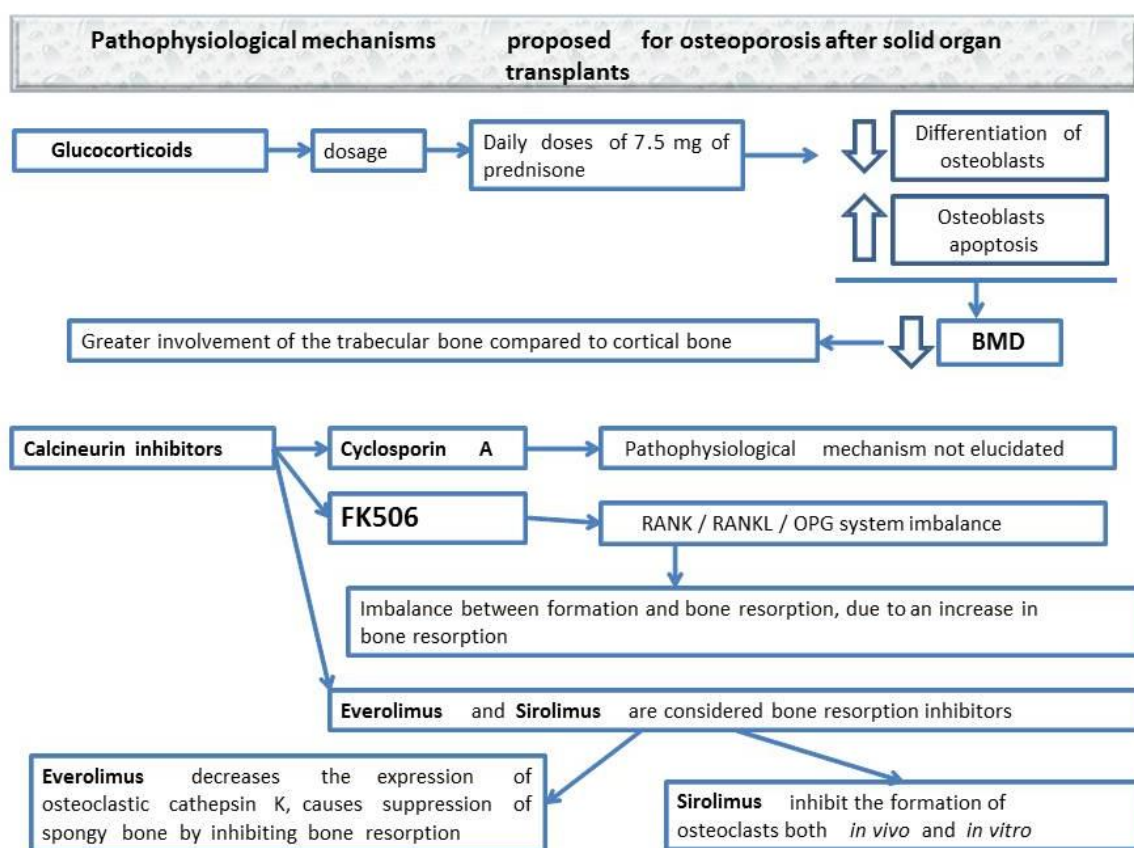 Pathophysiological mechanisms proposed for osteoporosis after solid organ
transplants
Glucocorticoids
dosage
Daily doses of 7.5 mg of
prednisone
Differentiation of
osteoblasts
Osteoblasts
apoptosis
BMD
Greater involvement of the trabecular bone compared to cortical bone
Calcineurin inhibitors
Cyclosporin A
Pathophysiological mechanism not elucidated
FK506
RANK / RANKL / OPG system imbalance
Imbalance between formation and bone resorption, due to an increase in
bone resorption
Everolimus and Sirolimus are considered bone resorption inhibitors
Everolimus decreases the expression of
osteoclastic cathepsin K, causes suppression of
spongy bone by inhibiting bone resorption
Sirolimus inhibit the formation of
osteoclasts both in vivo and in vitro